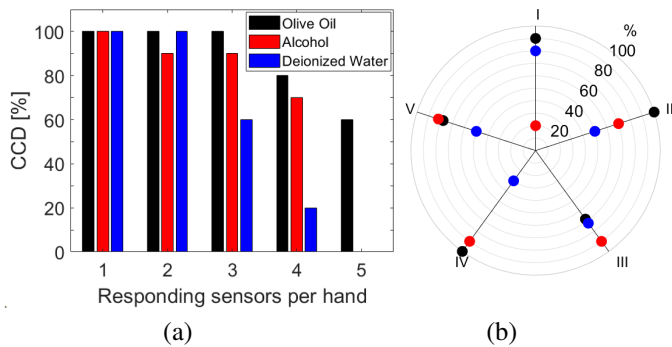 Olive Oil
Alcohol
Deionized Water
CCD [%]
100
80
60
40
20
0
1 2 3 4 5
Responding sensors per hand
(a)
I
%
100
80
60
40
20
II
III
IV
V
(b)